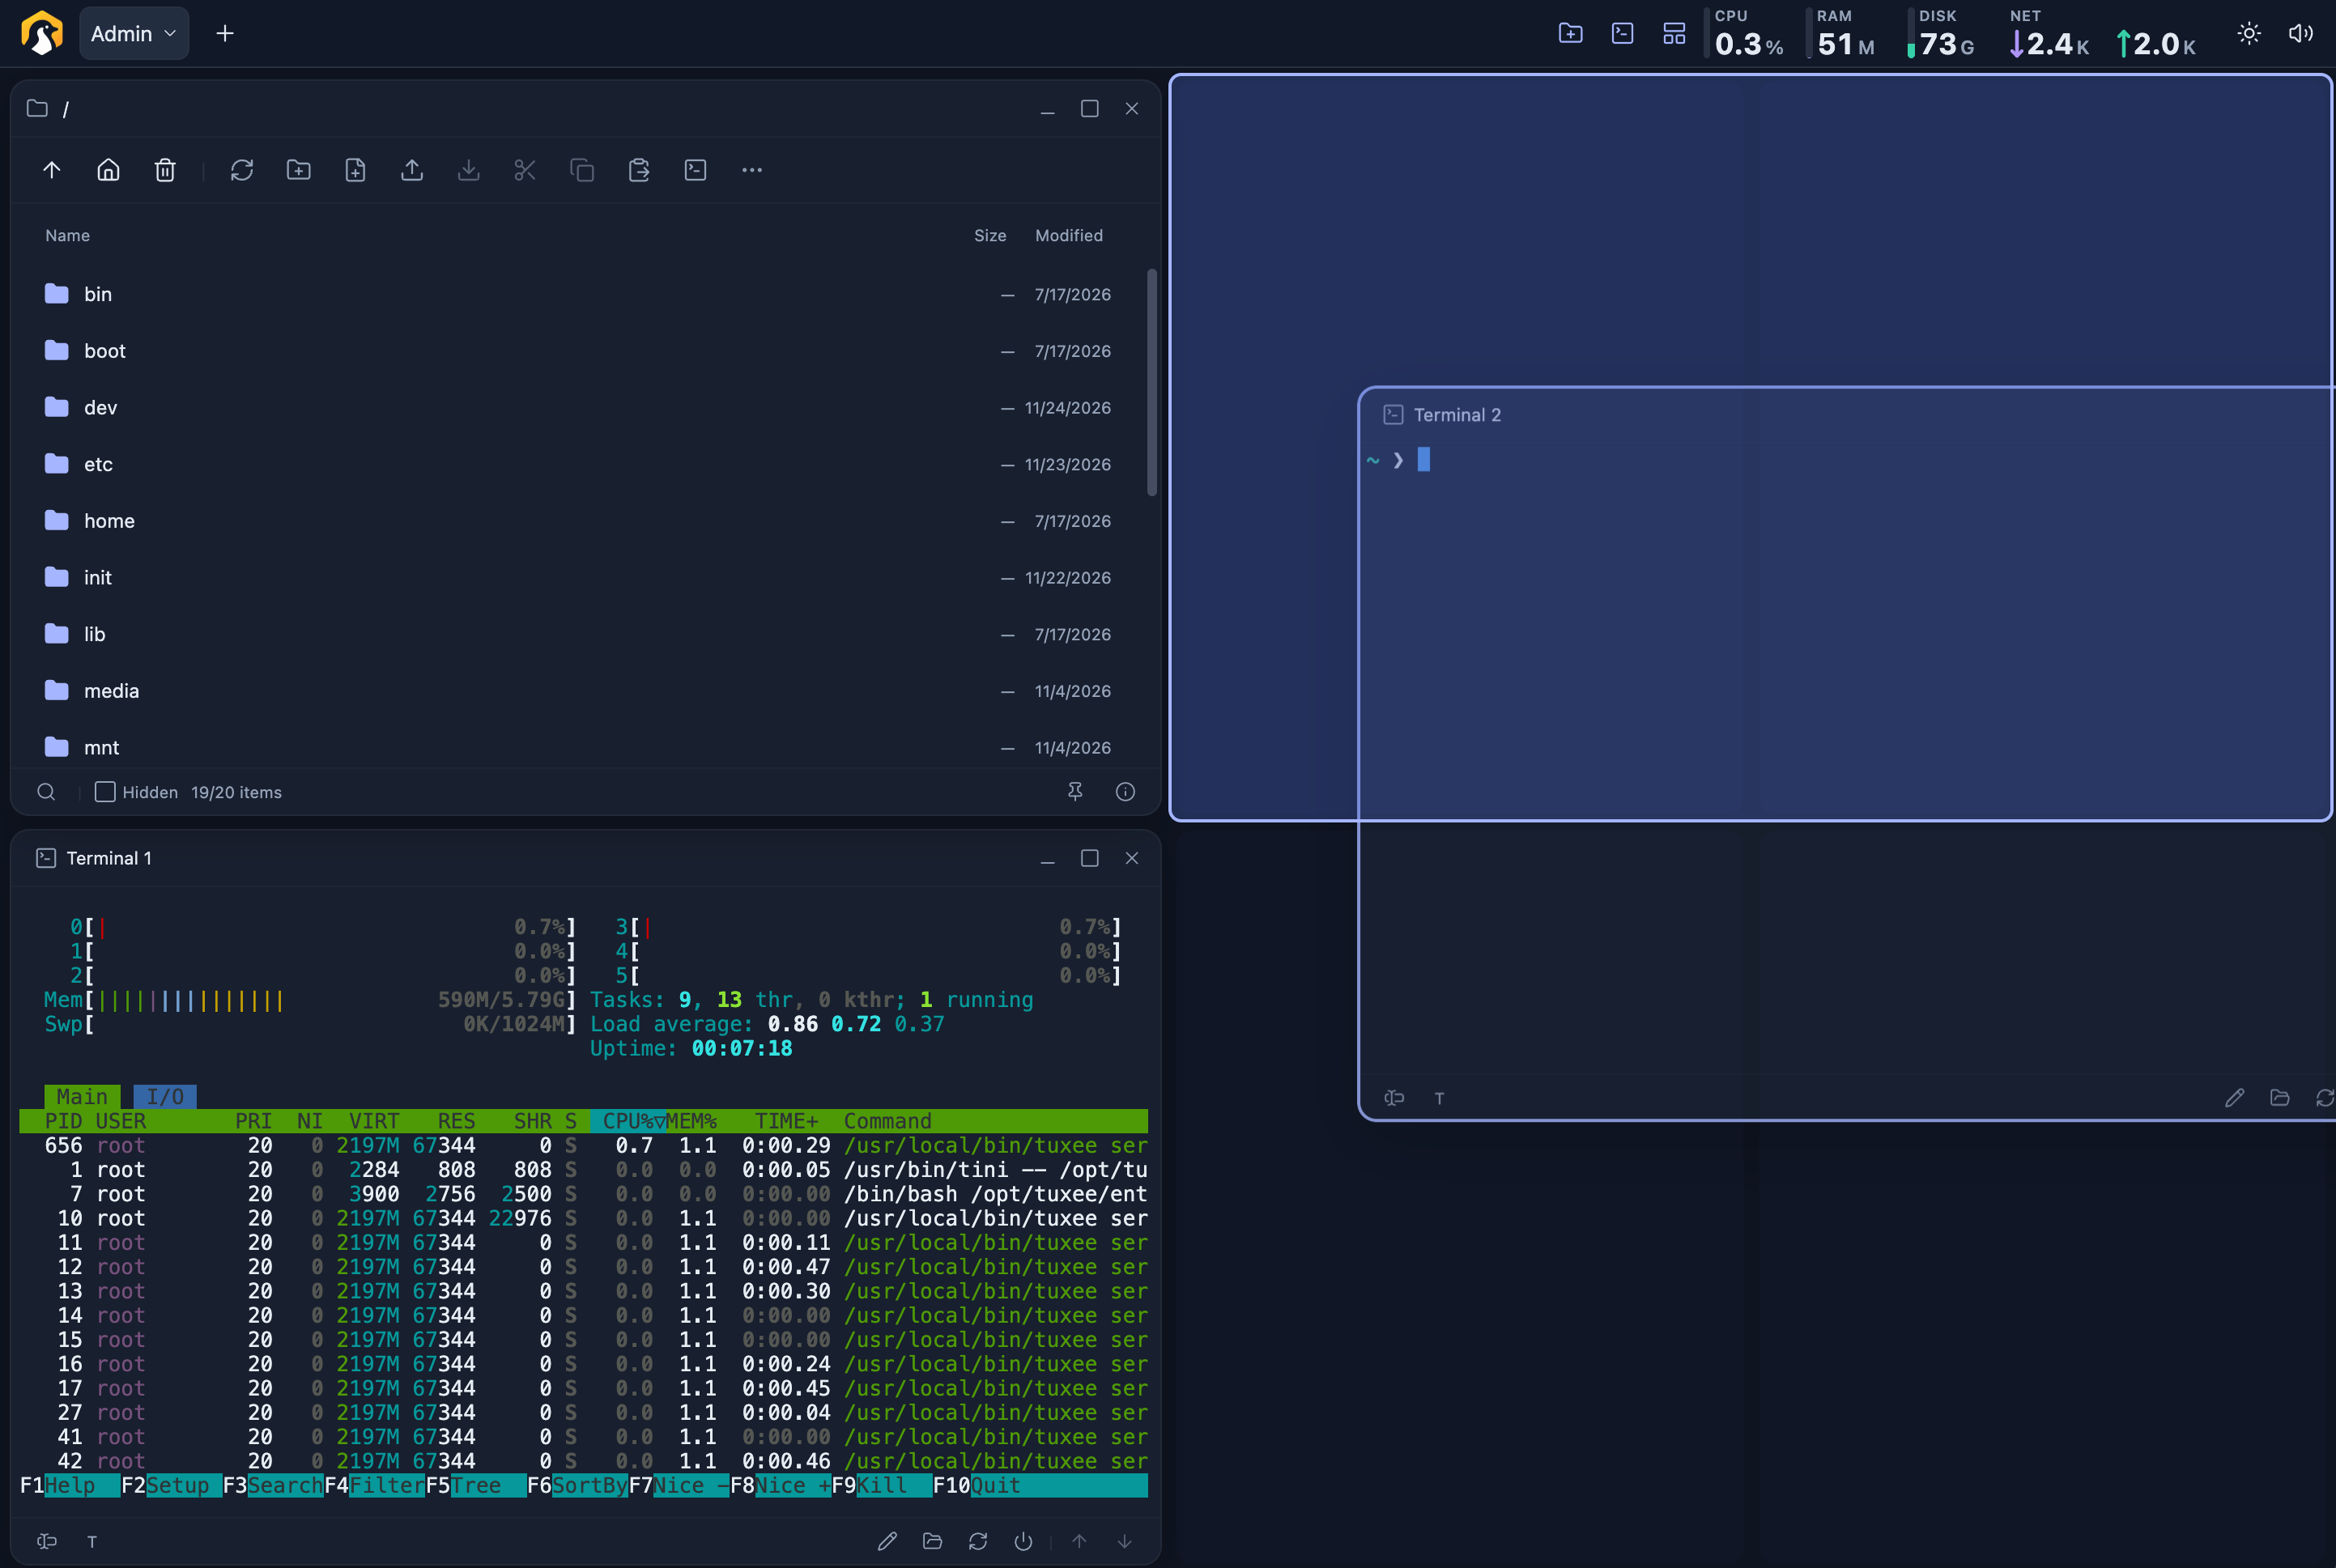 Admin
CPU RAM DISK NET
0.3% 51M 73G 2.4K 2.0K
/
Name Size Modified
bin — 7/17/2026
boot — 7/17/2026
dev — 11/24/2026
etc — 11/23/2026
home — 7/17/2026
init — 11/22/2026
lib — 7/17/2026
media — 11/4/2026
mnt — 11/4/2026
Hidden 19/20 items
Terminal 2
~ ❯
T
Terminal 1
0[| 0.7%] 3[| 0.7%]
1[ 0.0%] 4[ 0.0%]
2[ 0.0%] 5[ 0.0%]
Mem[||||||||||||||| 590M/5.79G] Tasks: 9, 13 thr, 0 kthr; 1 running
Swp[ 0K/1024M] Load average: 0.86 0.72 0.37
Uptime: 00:07:18
Main I/O
PID USER PRI NI VIRT RES SHR S CPU%▽MEM% TIME+ Command
656 root 20 0 2197M 67344 0 S 0.7 1.1 0:00.29 /usr/local/bin/tuxee ser
1 root 20 0 2284 808 808 S 0.0 0.0 0:00.05 /usr/bin/tini -- /opt/tu
7 root 20 0 3900 2756 2500 S 0.0 0.0 0:00.00 /bin/bash /opt/tuxee/ent
10 root 20 0 2197M 67344 22976 S 0.0 1.1 0:00.00 /usr/local/bin/tuxee ser
11 root 20 0 2197M 67344 0 S 0.0 1.1 0:00.11 /usr/local/bin/tuxee ser
12 root 20 0 2197M 67344 0 S 0.0 1.1 0:00.47 /usr/local/bin/tuxee ser
13 root 20 0 2197M 67344 0 S 0.0 1.1 0:00.30 /usr/local/bin/tuxee ser
14 root 20 0 2197M 67344 0 S 0.0 1.1 0:00.00 /usr/local/bin/tuxee ser
15 root 20 0 2197M 67344 0 S 0.0 1.1 0:00.00 /usr/local/bin/tuxee ser
16 root 20 0 2197M 67344 0 S 0.0 1.1 0:00.24 /usr/local/bin/tuxee ser
17 root 20 0 2197M 67344 0 S 0.0 1.1 0:00.45 /usr/local/bin/tuxee ser
27 root 20 0 2197M 67344 0 S 0.0 1.1 0:00.04 /usr/local/bin/tuxee ser
41 root 20 0 2197M 67344 0 S 0.0 1.1 0:00.00 /usr/local/bin/tuxee ser
42 root 20 0 2197M 67344 0 S 0.0 1.1 0:00.46 /usr/local/bin/tuxee ser
F1Help F2Setup F3SearchF4FilterF5Tree F6SortByF7Nice -F8Nice +F9Kill F10Quit
T